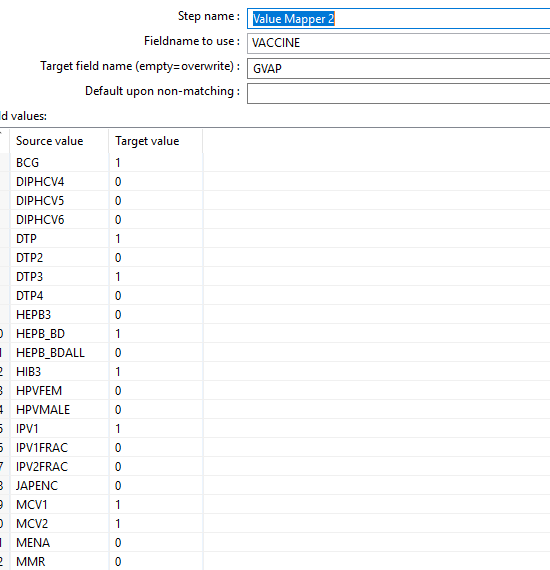 Step name : Value Mapper 2
Fieldname to use : VACCINE
Target field name (empty=overwrite) : GVAP
Default upon non-matching :
ld values:
Source value Target value
BCG 1
DIPHCV4 0
DIPHCV5 0
DIPHCV6 0
DTP 1
DTP2 0
DTP3 1
DTP4 0
HEPB3 0
0 HEPB_BD 1
1 HEPB_BDALL 0
2 HIB3 1
3 HPVFEM 0
4 HPVMALE 0
5 IPV1 1
6 IPV1FRAC 0
7 IPV2FRAC 0
8 JAPENC 0
9 MCV1 1
0 MCV2 1
1 MENA 0
2 MMR 0